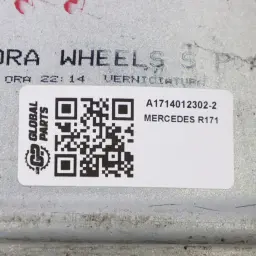 ORA WHEELS S P A
ORA 22:14 VERNICIATURA
GLOBAL
PARTS
A1714012302-2
MERCEDES R171